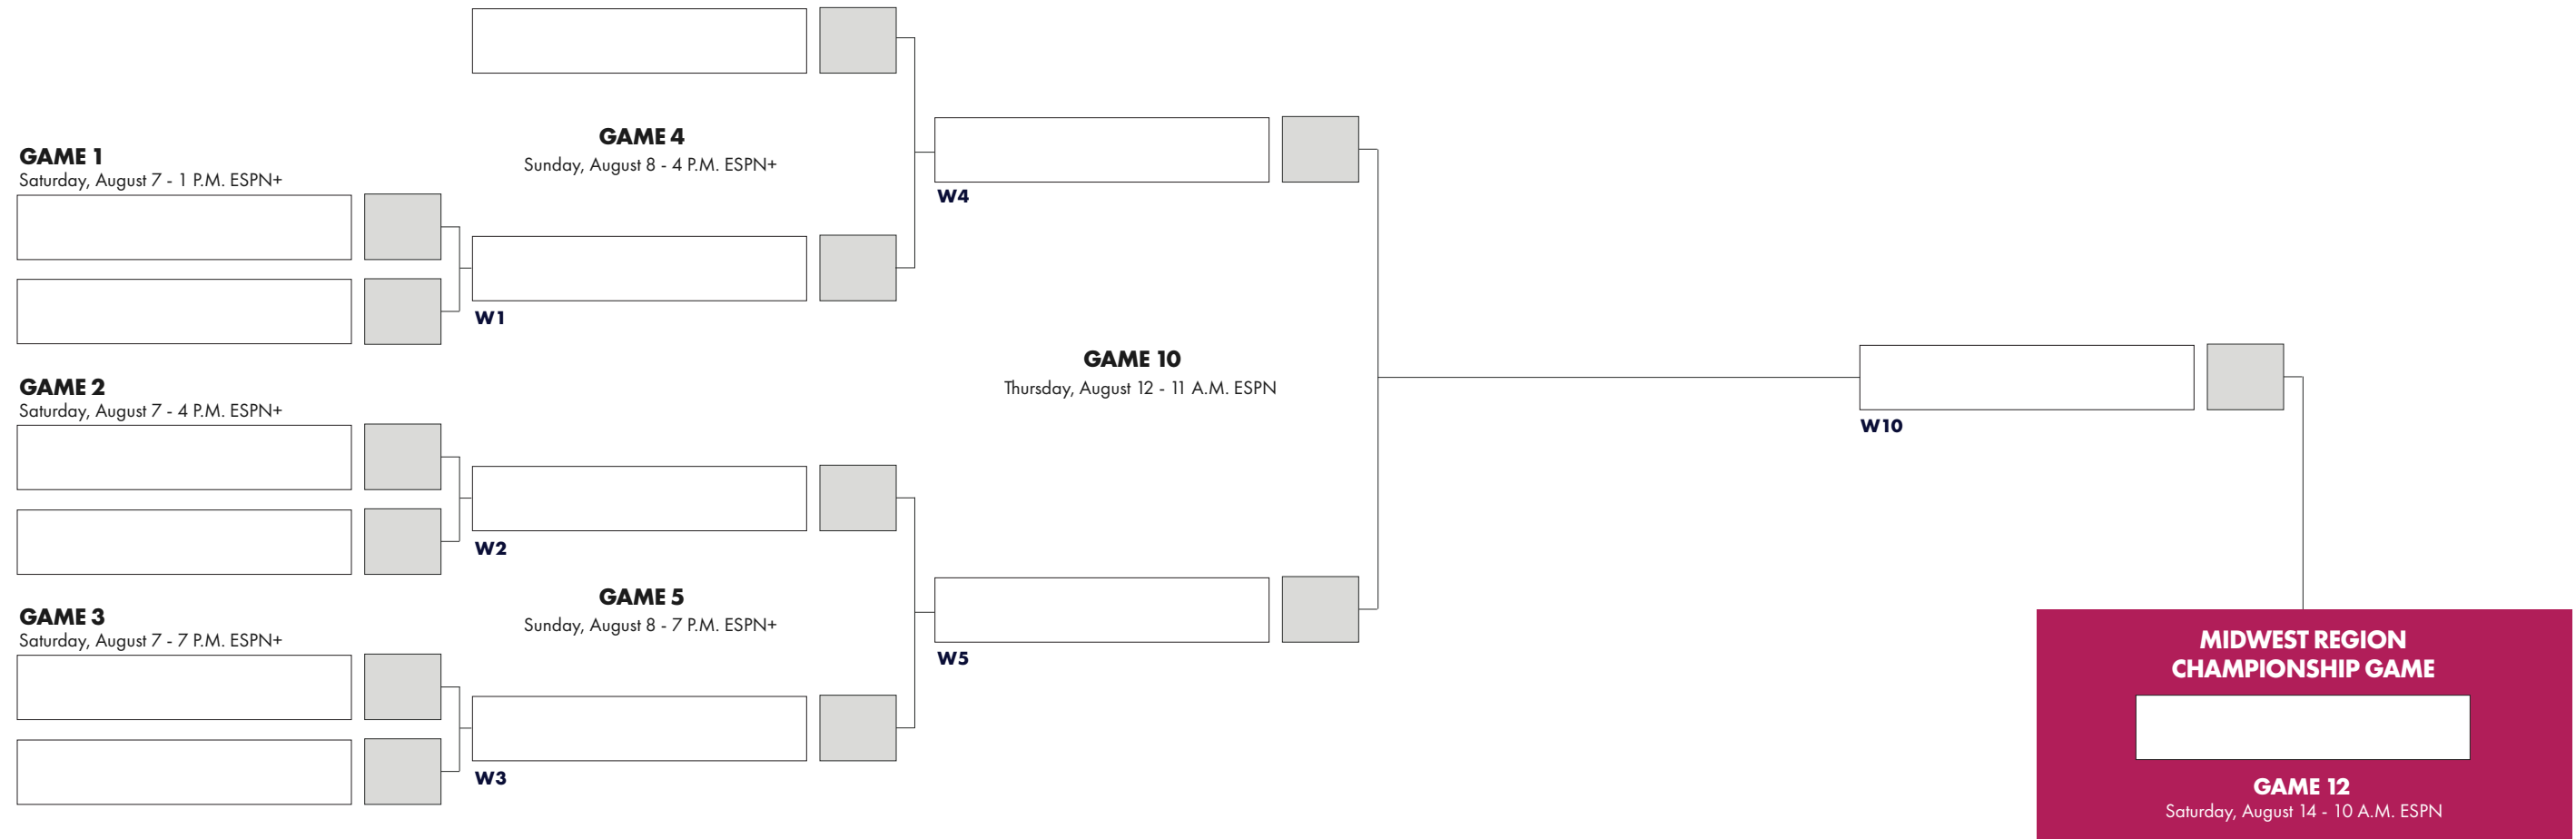 GAME 1
Saturday, August 7 - 1 P.M. ESPN+
W1
GAME 2
Saturday, August 7 - 4 P.M. ESPN+
W2
GAME 3
Saturday, August 7 - 7 P.M. ESPN+
W3
GAME 4
Sunday, August 8 - 4 P.M. ESPN+
W4
GAME 5
Sunday, August 8 - 7 P.M. ESPN+
W5
GAME 10
Thursday, August 12 - 11 A.M. ESPN
W10
MIDWEST REGION
CHAMPIONSHIP GAME
GAME 12
Saturday, August 14 - 10 A.M. ESPN